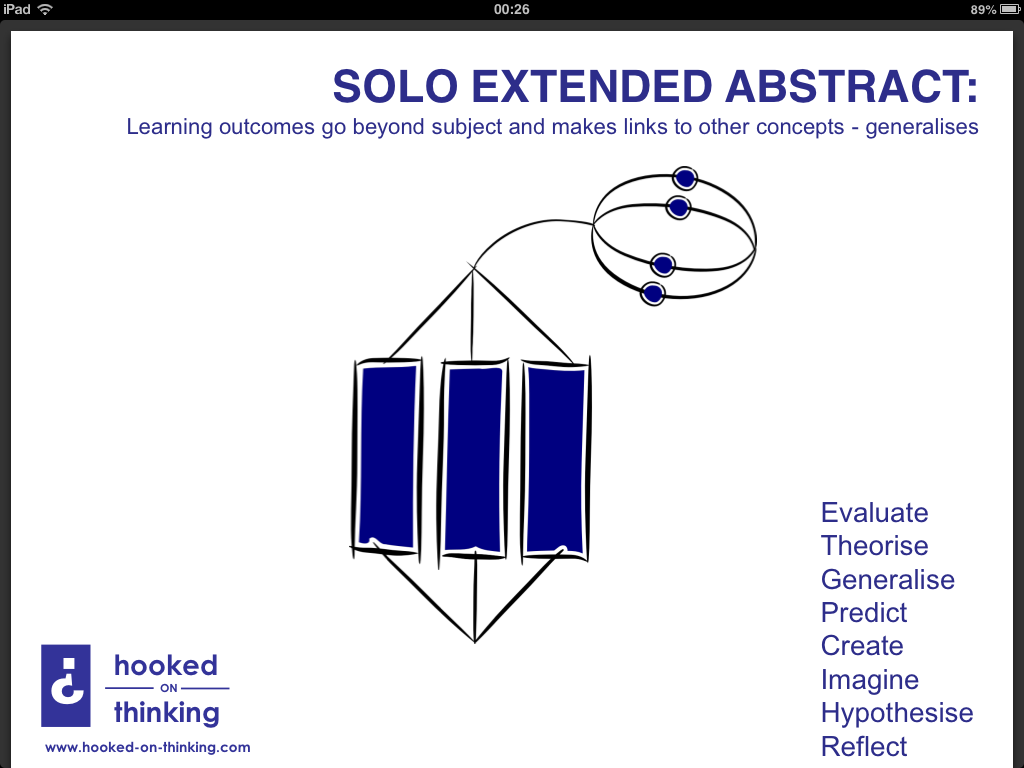 iPad 00:26 89%
SOLO EXTENDED ABSTRACT:
Learning outcomes go beyond subject and makes links to other concepts - generalises
Evaluate
Theorise
Generalise
Predict
Create
Imagine
Hypothesise
Reflect
hooked
ON
thinking
www.hooked-on-thinking.com